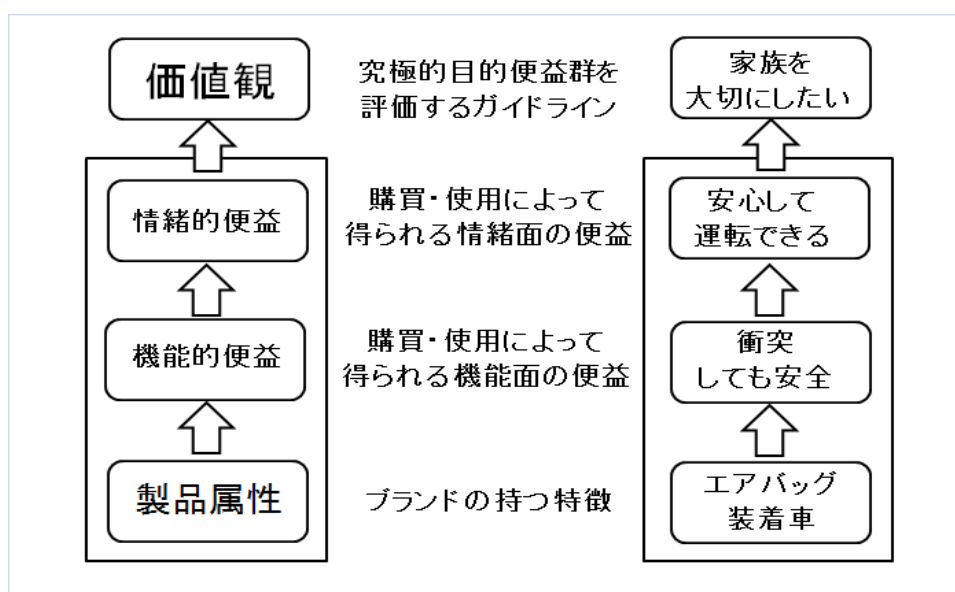 価値観
究極的目的便益群を
評価するガイドライン
家族を
大切にしたい
情緒的便益
購買・使用によって
得られる情緒面の便益
安心して
運転できる
機能的便益
購買・使用によって
得られる機能面の便益
衝突
しても安全
製品属性
ブランドの持つ特徴
エアバッグ
装着車